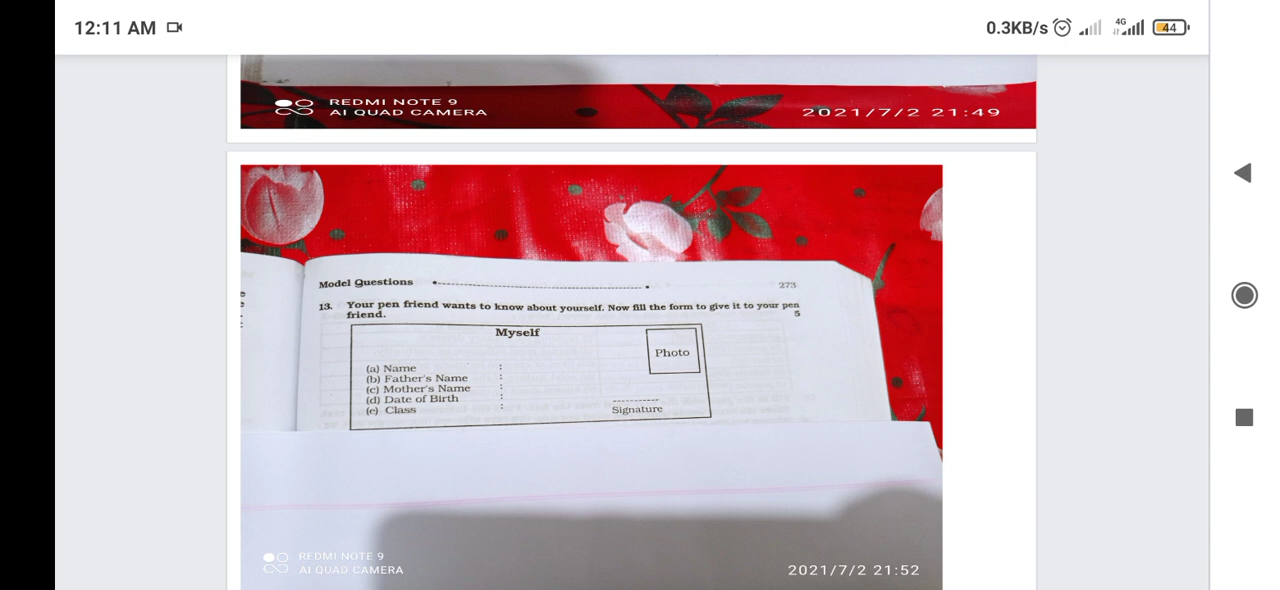 12:11 AM
0.3KB/s 4G 44
REDMI NOTE 9
AI QUAD CAMERA
2021/7/2 21:49
Model Questions 273
13. Your pen friend wants to know about yourself. Now fill the form to give it to your pen
friend. 5
Myself
Photo
(a) Name :
(b) Father's Name :
(c) Mother's Name :
(d) Date of Birth :
(e) Class :
Signature
REDMI NOTE 9
AI QUAD CAMERA
2021/7/2 21:52